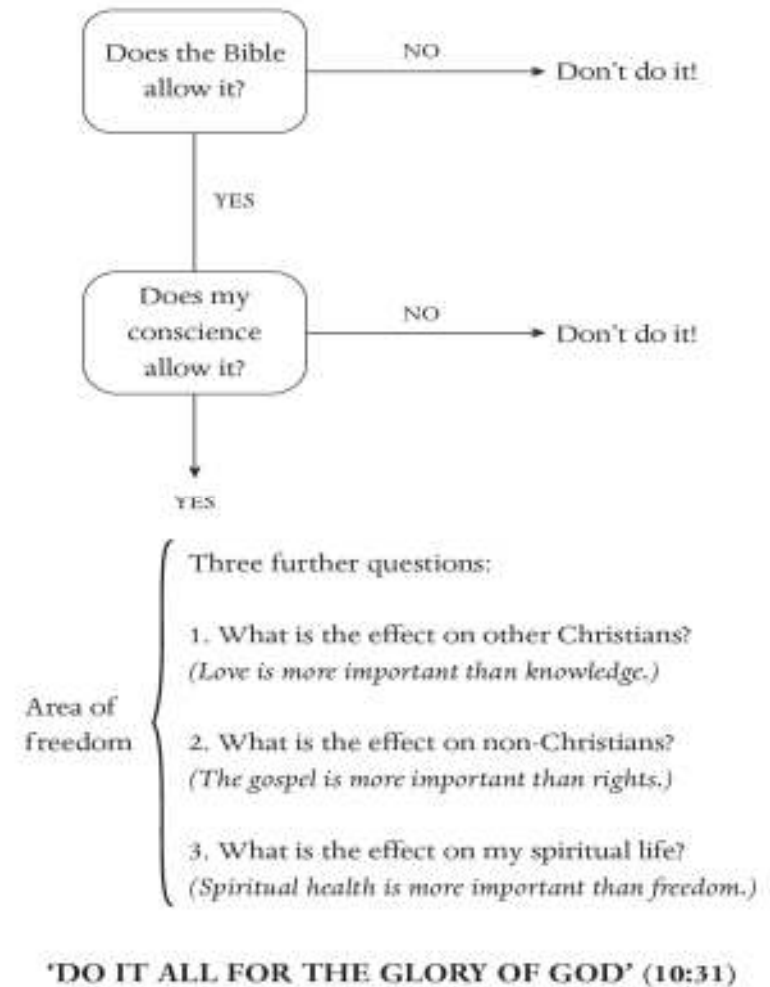 Does the Bible
allow it?
NO
Don't do it!
YES
Does my
conscience
allow it?
NO
Don't do it!
YES
Area of
freedom
Three further questions:
1. What is the effect on other Christians?
(Love is more important than knowledge.)
2. What is the effect on non-Christians?
(The gospel is more important than rights.)
3. What is the effect on my spiritual life?
(Spiritual health is more important than freedom.)
'DO IT ALL FOR THE GLORY OF GOD' (10:31)